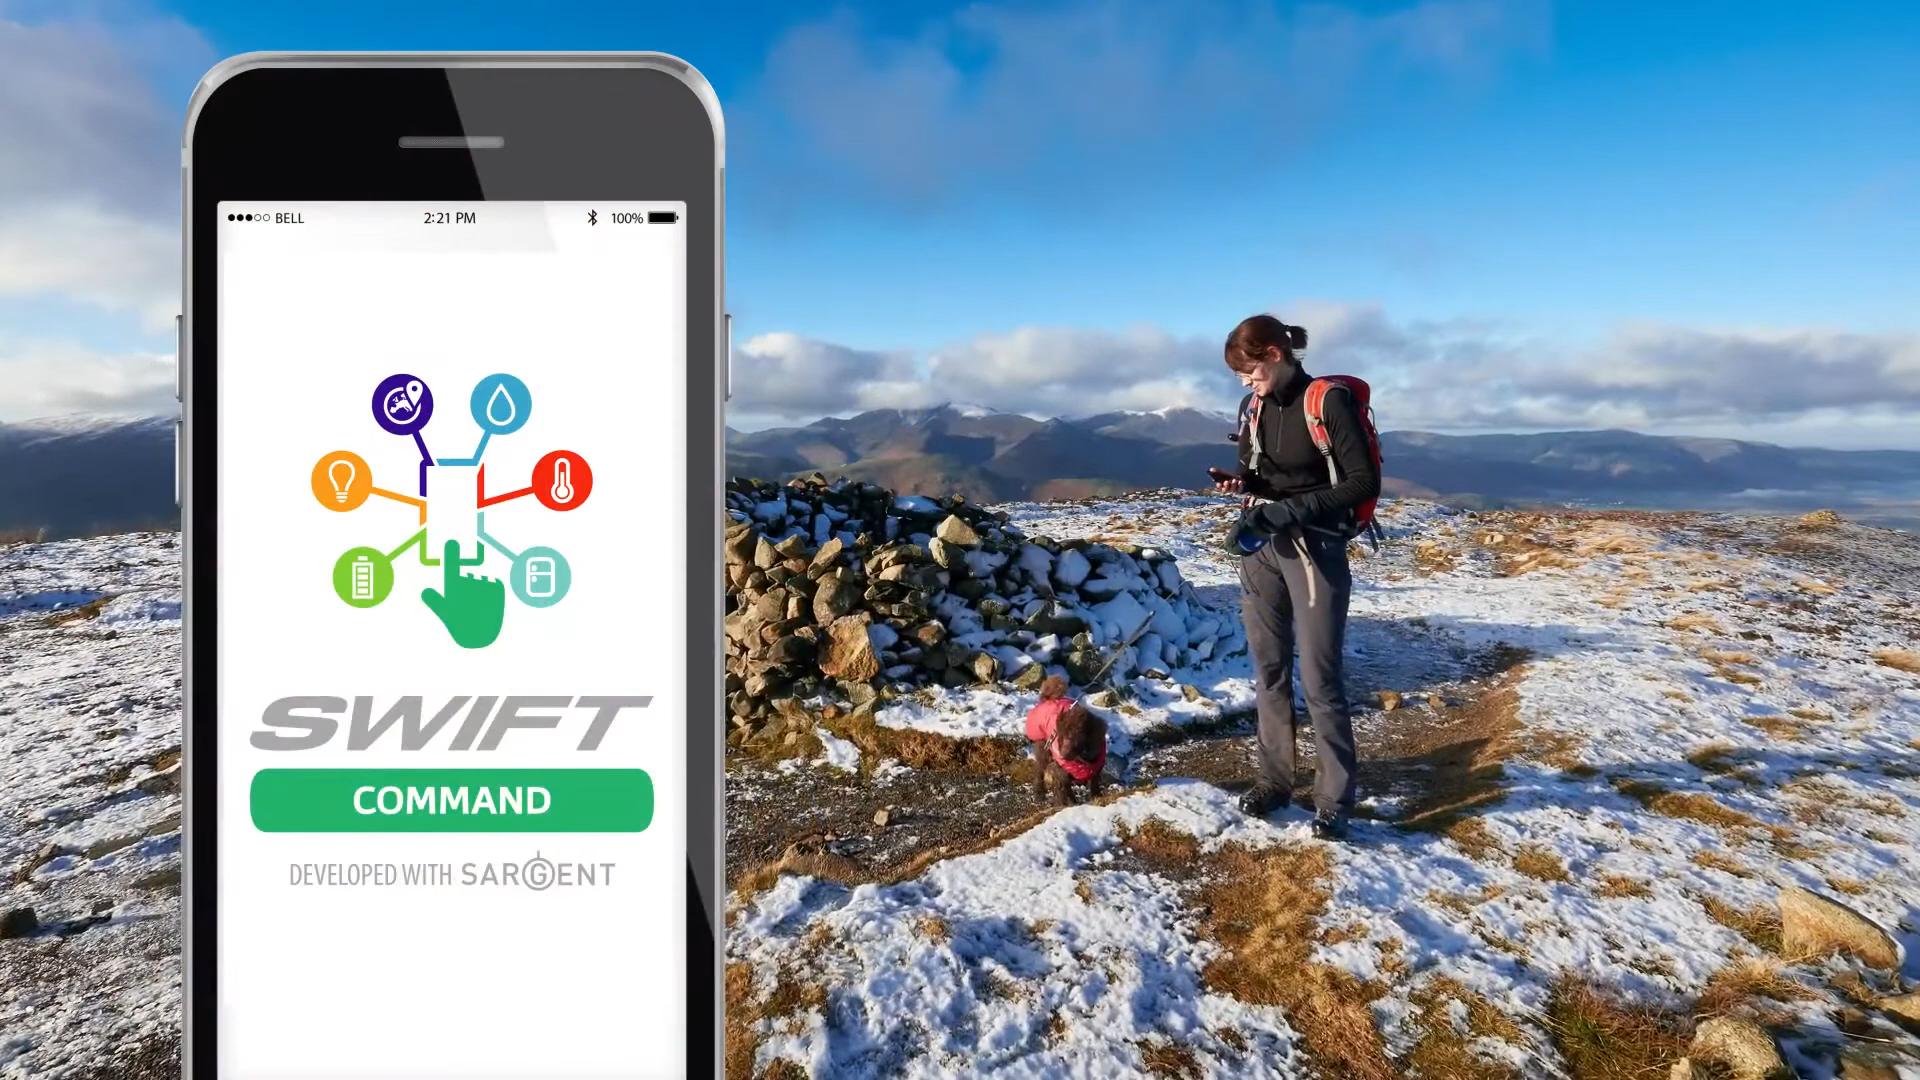 ●●●○○ BELL 2:21 PM 100%
SWIFT
COMMAND
DEVELOPED WITH SARGENT